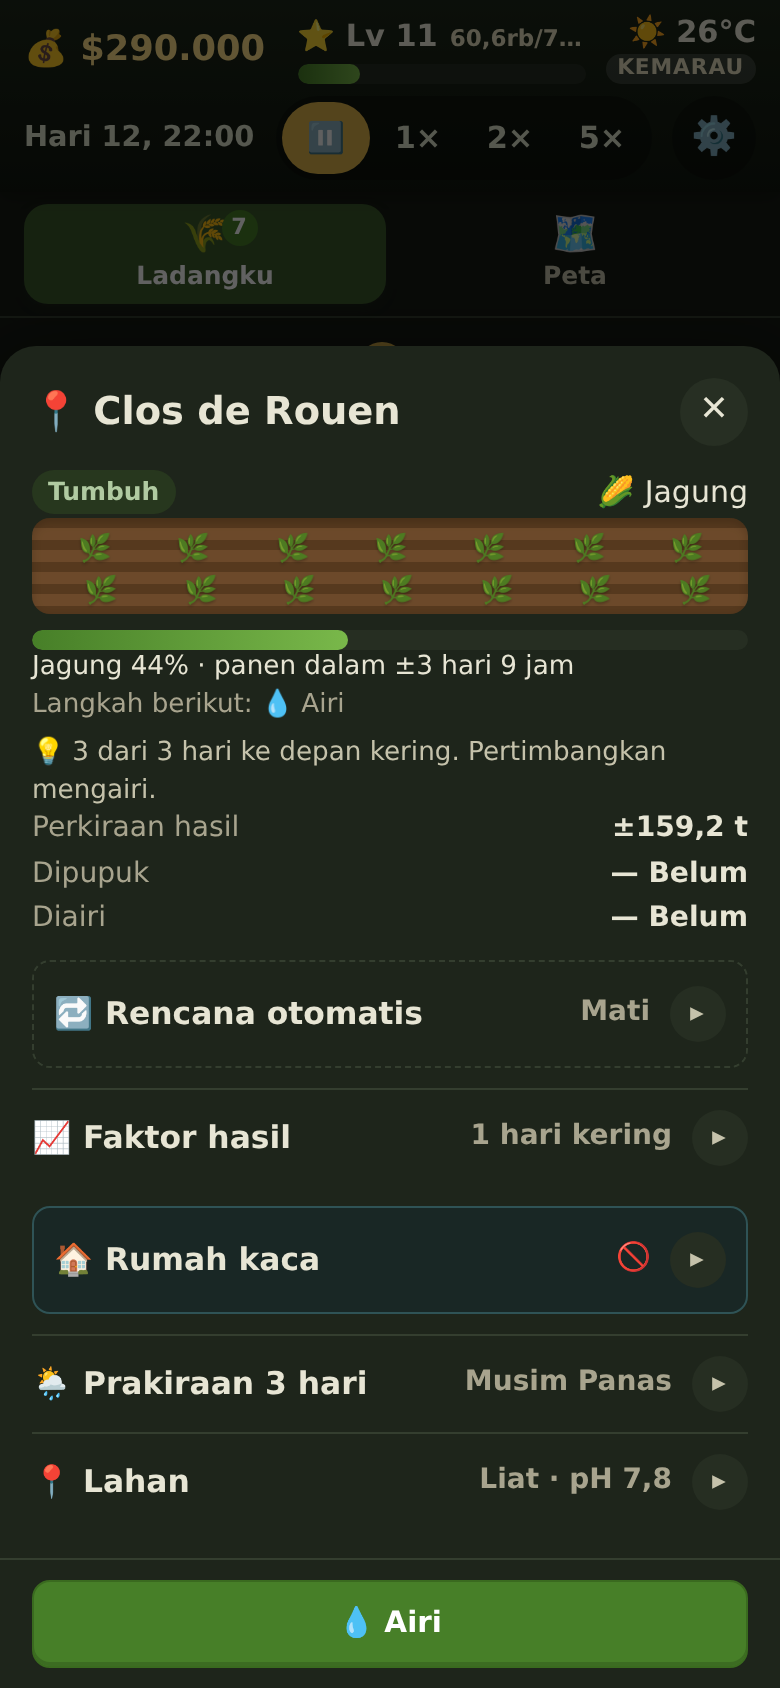 $290.000
Lv 11 60,6rb/7…
26°C
KEMARAU
Hari 12, 22:00
1× 2× 5×
7
Ladangku
Peta
Clos de Rouen
✕
Tumbuh
Jagung
Jagung 44% · panen dalam ±3 hari 9 jam
Langkah berikut: 💧 Airi
💡 3 dari 3 hari ke depan kering. Pertimbangkan
mengairi.
Perkiraan hasil ±159,2 t
Dipupuk — Belum
Diairi — Belum
Rencana otomatis Mati
Faktor hasil 1 hari kering
Rumah kaca
Prakiraan 3 hari Musim Panas
Lahan Liat · pH 7,8
💧 Airi